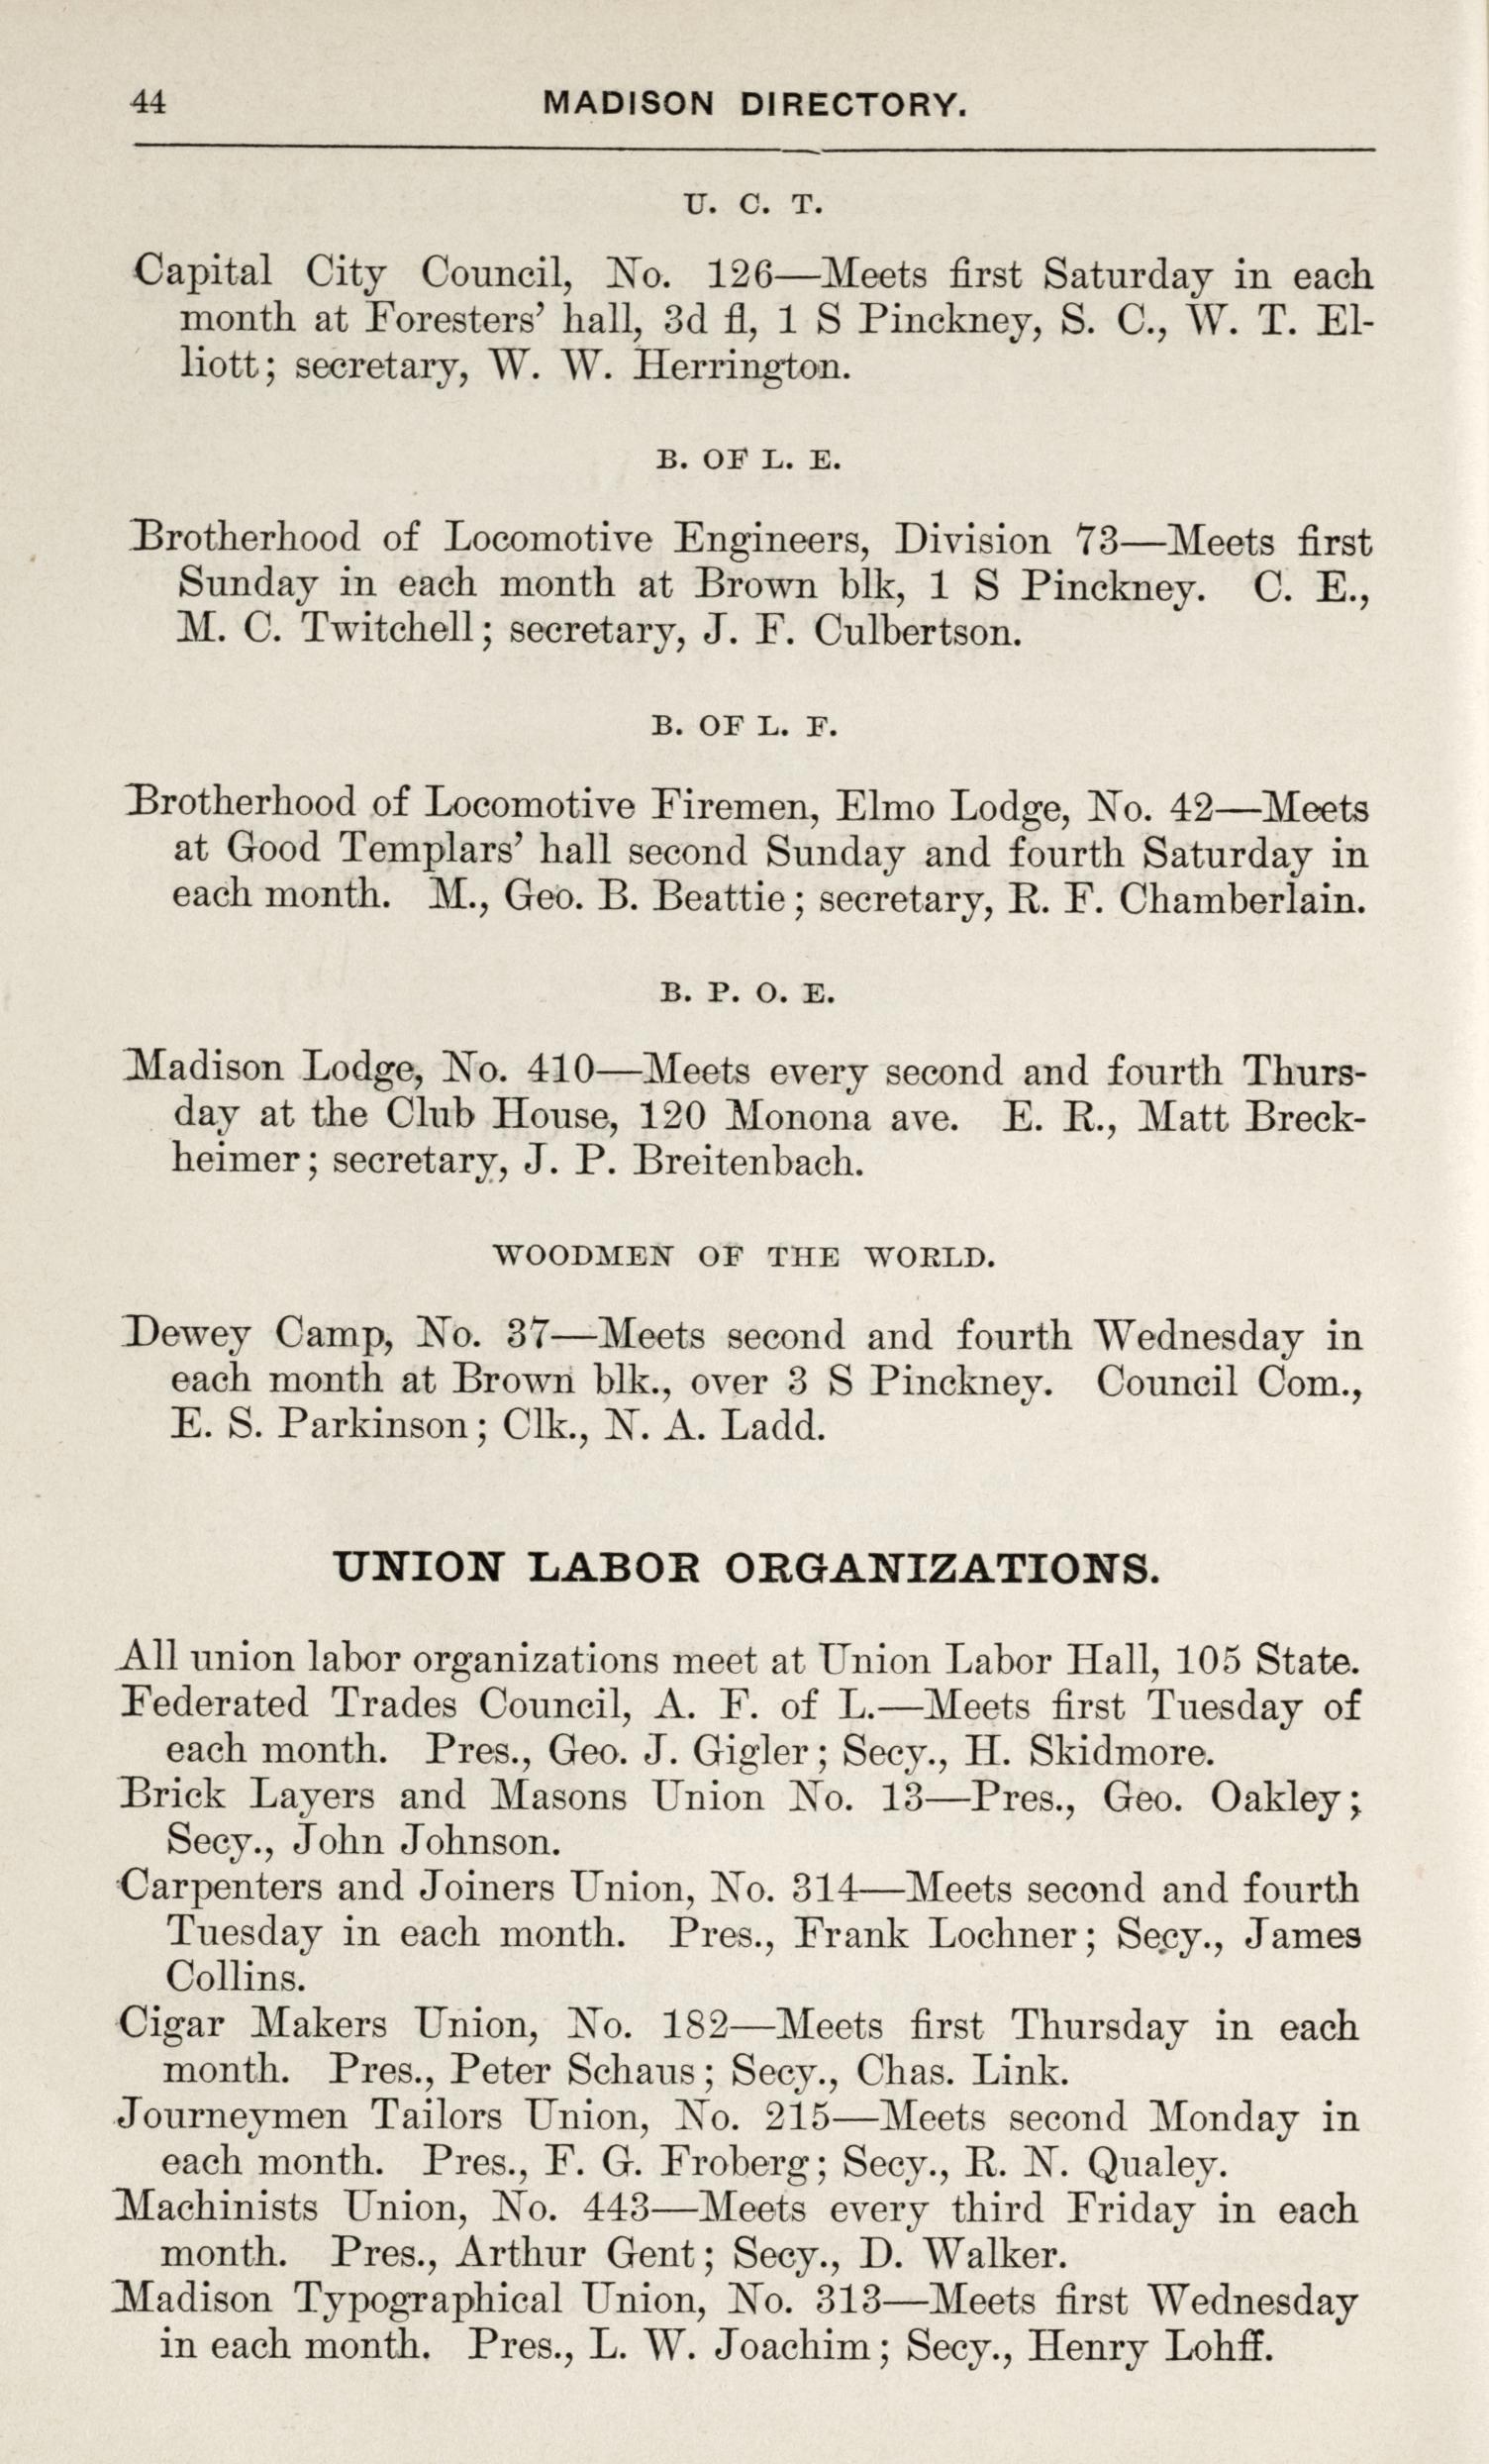 44
MADISON DIRECTORY.
U. C. T.
Capital City Council, No. 126—Meets first Saturday in each
month at Foresters’ hall, 3d fl, 1 S Pinckney, S. C., W. T. El-
liott; secretary, W. W. Herrington.
B. OF L. E.
Brotherhood of Locomotive Engineers, Division 73—Meets first
Sunday in each month at Brown blk, 1 S Pinckney. C. E.,
M. C. Twitchell; secretary, J. F. Culbertson.
B. OF L. F.
Brotherhood of Locomotive Firemen, Elmo Lodge, No. 42—Meets
at Good Templars’ hall second Sunday and fourth Saturday in
each month. M., Geo. B. Beattie; secretary, R. F. Chamberlain.
B. P. O. E.
Madison Lodge, No. 410—Meets every second and fourth Thurs-
day at the Club House, 120 Monona ave. E. R., Matt Breck-
heimer; secretary, J. P. Breitenbach.
WOODMEN OF THE WORLD.
Dewey Camp, No. 37—Meets second and fourth Wednesday in
each month at Brown blk., over 3 S Pinckney. Council Com.,
E. S. Parkinson; Clk., N. A. Ladd.
UNION LABOR ORGANIZATIONS.
All union labor organizations meet at Union Labor Hall, 105 State.
Federated Trades Council, A. F. of L.—Meets first Tuesday of
each month. Pres., Geo. J. Gigler; Secy., H. Skidmore.
Brick Layers and Masons Union No. 13—Pres., Geo. Oakley;
Secy., John Johnson.
Carpenters and Joiners Union, No. 314—Meets second and fourth
Tuesday in each month. Pres., Frank Lochner; Secy., James
Collins.
Cigar Makers Union, No. 182—Meets first Thursday in each
month. Pres., Peter Schaus; Secy., Chas. Link.
Journeymen Tailors Union, No. 215—Meets second Monday in
each month. Pres., F. G. Froberg; Secy., R. N. Qualey.
Machinists Union, No. 443—Meets every third Friday in each
month. Pres., Arthur Gent; Secy., D. Walker.
Madison Typographical Union, No. 313—Meets first Wednesday
in each month. Pres., L. W. Joachim; Secy., Henry Lohff.